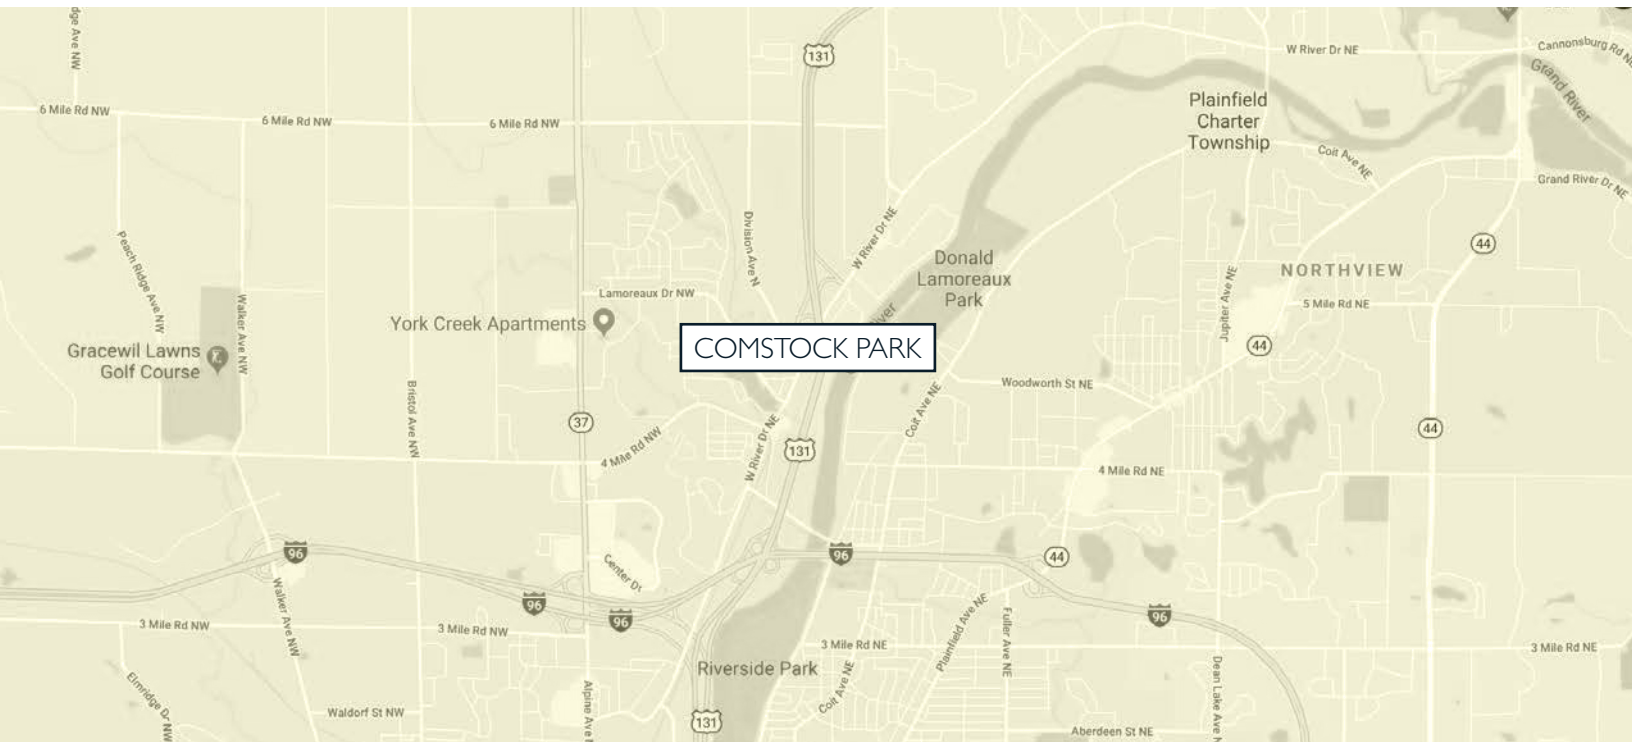 dge Ave NW
131
W River Dr NE
Cannonsburg Rd NE
Grand River
6 Mile Rd NW
6 Mile Rd NW
6 Mile Rd NW
Plainfield
Charter
Township
Coit Ave NE
Grand River Dr NE
Peach Ridge Ave NW
Walker Ave NW
Division Ave N
W River Dr NE
44
Donald
Lamoreaux
Park
NORTHVIEW
Lamoreaux Dr NW
Jupiter Ave NE
5 Mile Rd NE
York Creek Apartments
iver
COMSTOCK PARK
44
Gracewil Lawns
Golf Course
Bristol Ave NW
Woodworth St NE
Coit Ave NE
37
44
4 Mile Rd NW
W River Dr NE
131
4 Mile Rd NE
96
96
44
Center Dr
Walker Ave NW
96
96
96
3 Mile Rd NW
3 Mile Rd NW
Plainfield Ave NE
Fuller Ave NE
3 Mile Rd NE
3 Mile Rd NE
Riverside Park
Coit Ave NE
Elmridge Dr NW
Waldorf St NW
Alpine Ave
131
Dean Lake Ave N
Aberdeen St NE